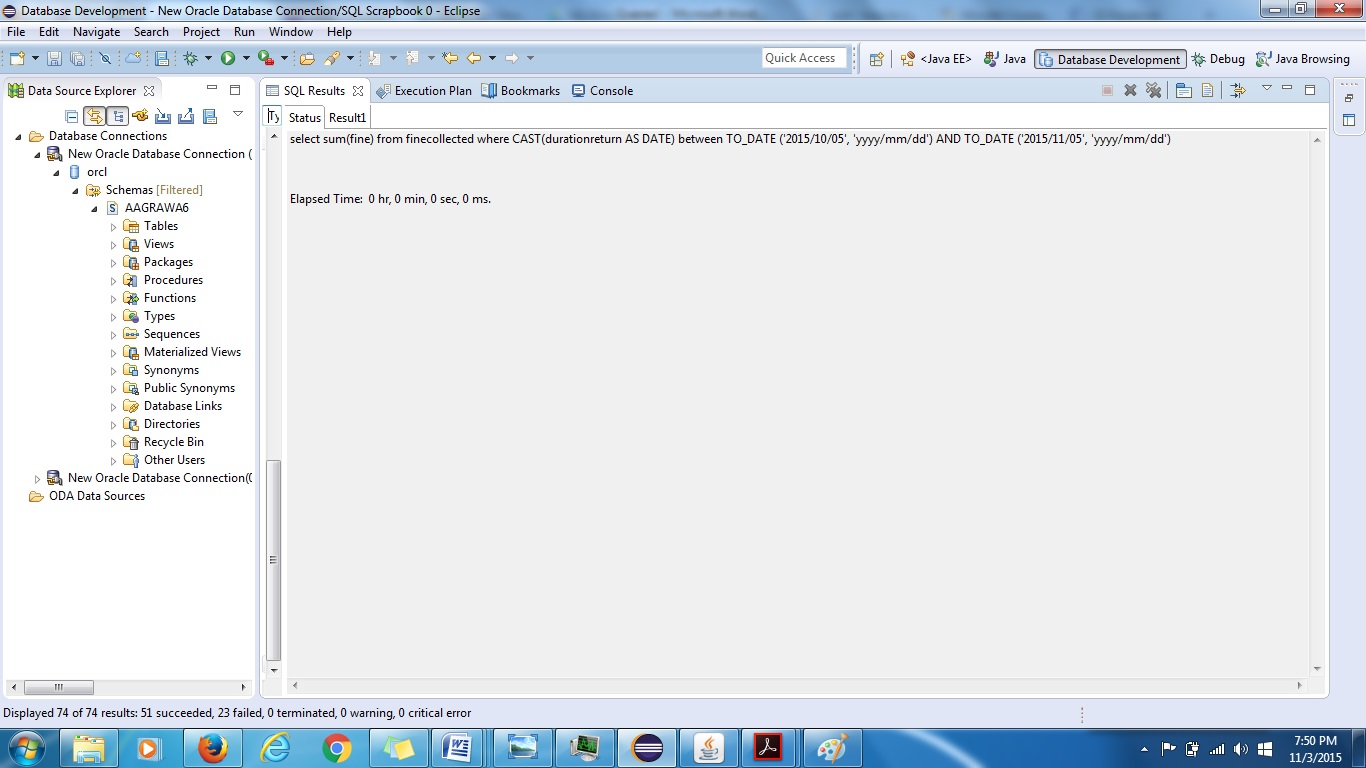 Database Development - New Oracle Database Connection/SQL Scrapbook 0 - Eclipse
File Edit Navigate Search Project Run Window Help
Quick Access
<Java EE> Java Database Development Debug Java Browsing
Data Source Explorer
SQL Results Execution Plan Bookmarks Console
Status Result1
Database Connections
New Oracle Database Connection (
orcl
Schemas [Filtered]
AAGRAWA6
Tables
Views
Packages
Procedures
Functions
Types
Sequences
Materialized Views
Synonyms
Public Synonyms
Database Links
Directories
Recycle Bin
Other Users
New Oracle Database Connection(
ODA Data Sources
select sum(fine) from finecollected where CAST(durationreturn AS DATE) between TO_DATE ('2015/10/05', 'yyyy/mm/dd') AND TO_DATE ('2015/11/05', 'yyyy/mm/dd')
Elapsed Time:  0 hr, 0 min, 0 sec, 0 ms.
Displayed 74 of 74 results: 51 succeeded, 23 failed, 0 terminated, 0 warning, 0 critical error
7:50 PM
11/3/2015